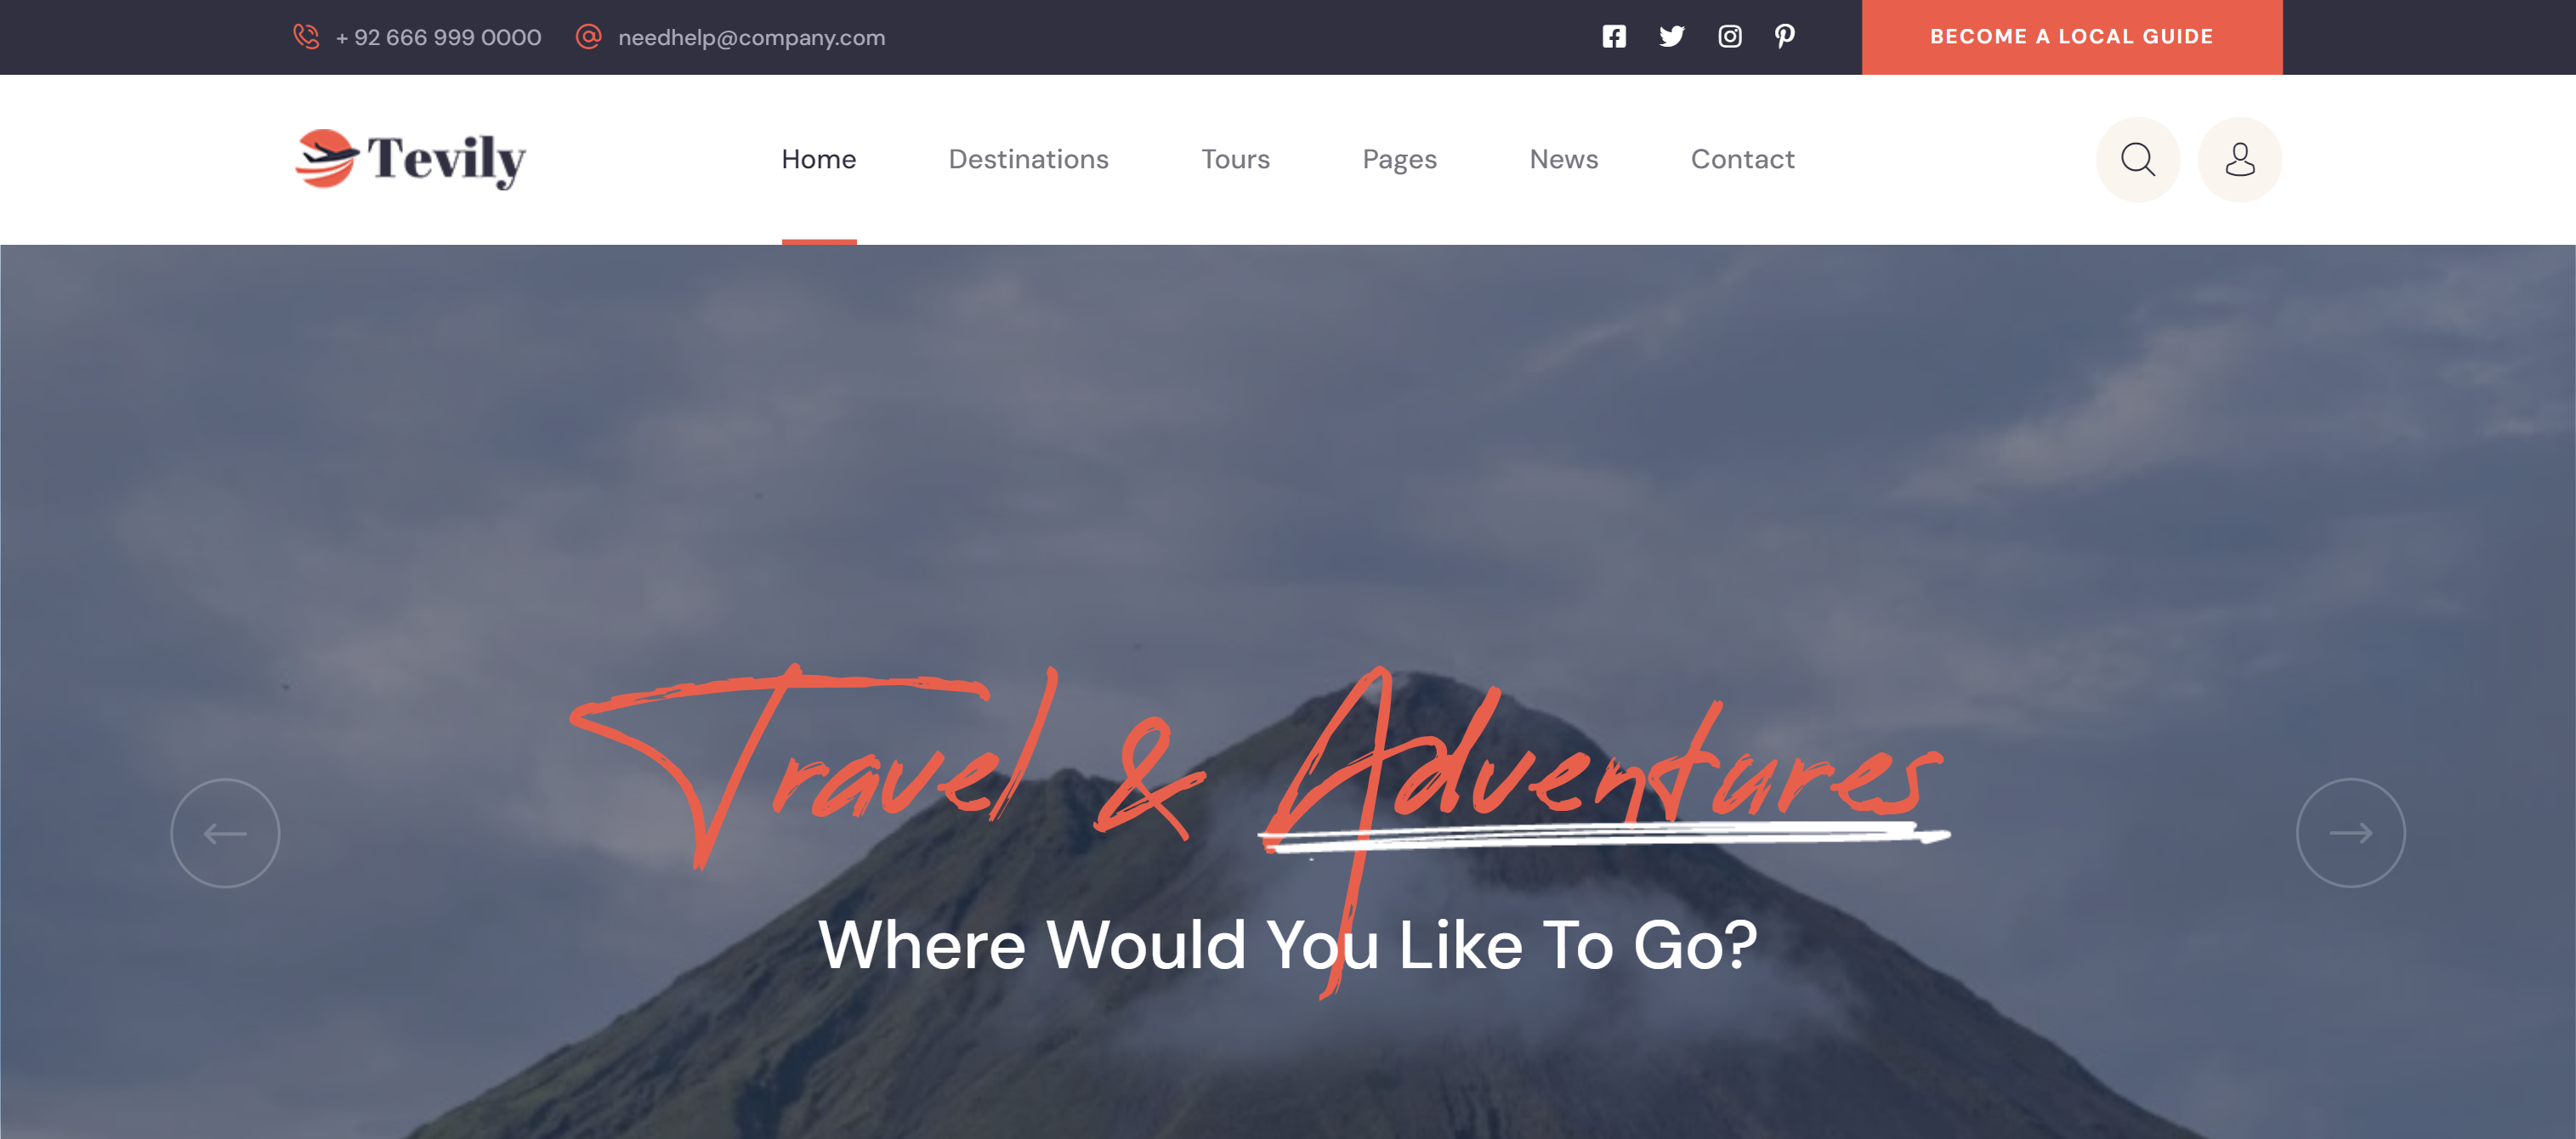 + 92 666 999 0000 needhelp@company.com BECOME A LOCAL GUIDE
Tevily Home Destinations Tours Pages News Contact
Travel & Adventures
Where Would You Like To Go?